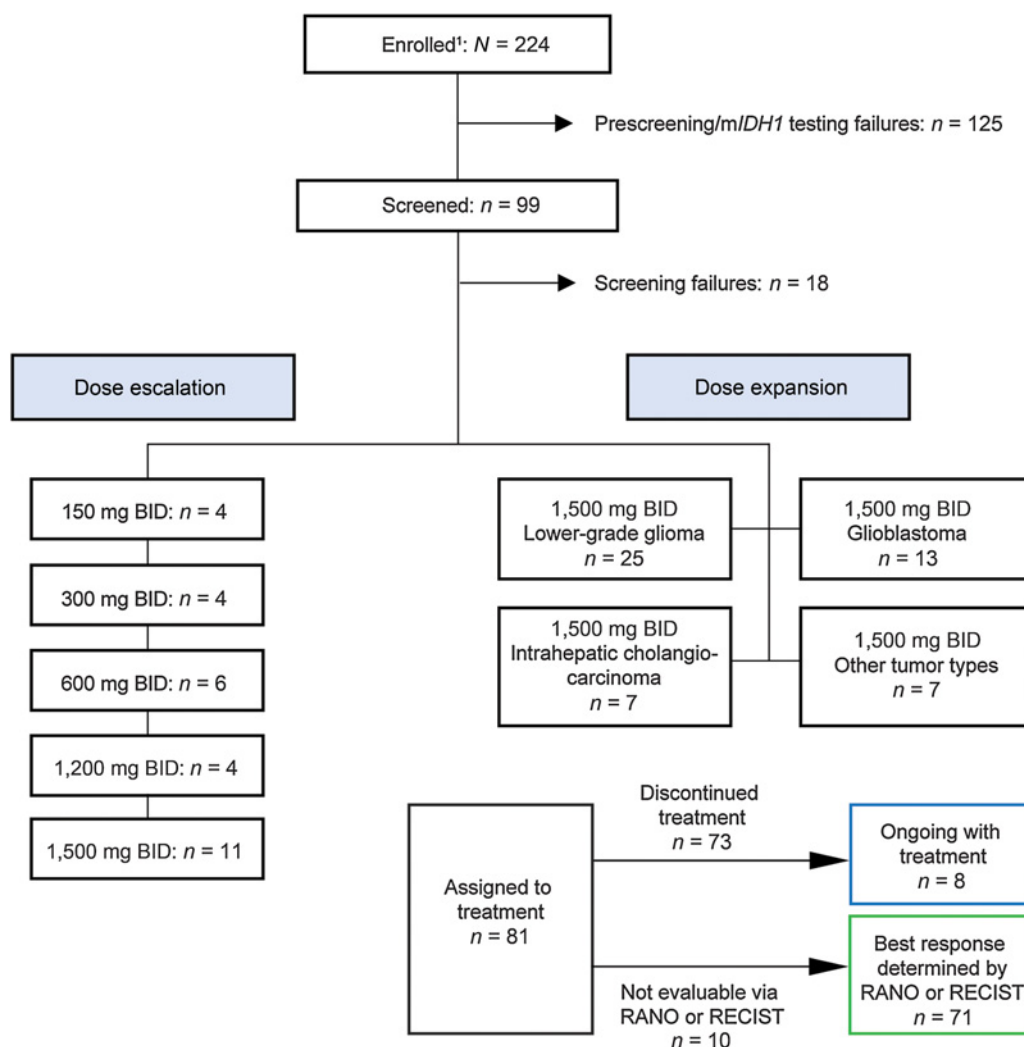 Enrolled¹: N = 224
Prescreening/mIDH1 testing failures: n = 125
Screened: n = 99
Screening failures: n = 18
Dose escalation
Dose expansion
150 mg BID: n = 4
300 mg BID: n = 4
600 mg BID: n = 6
1,200 mg BID: n = 4
1,500 mg BID: n = 11
1,500 mg BID
Lower-grade glioma
n = 25
1,500 mg BID
Glioblastoma
n = 13
1,500 mg BID
Intrahepatic cholangio-
carcinoma
n = 7
1,500 mg BID
Other tumor types
n = 7
Assigned to
treatment
n = 81
Discontinued
treatment
n = 73
Ongoing with
treatment
n = 8
Not evaluable via
RANO or RECIST
n = 10
Best response
determined by
RANO or RECIST
n = 71